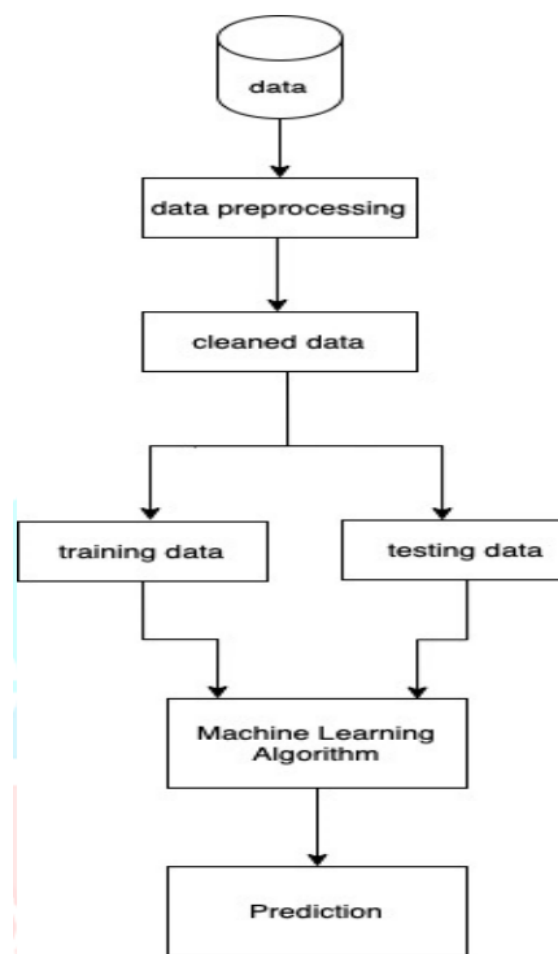 data
data preprocessing
cleaned data
training data
testing data
Machine Learning
Algorithm
Prediction